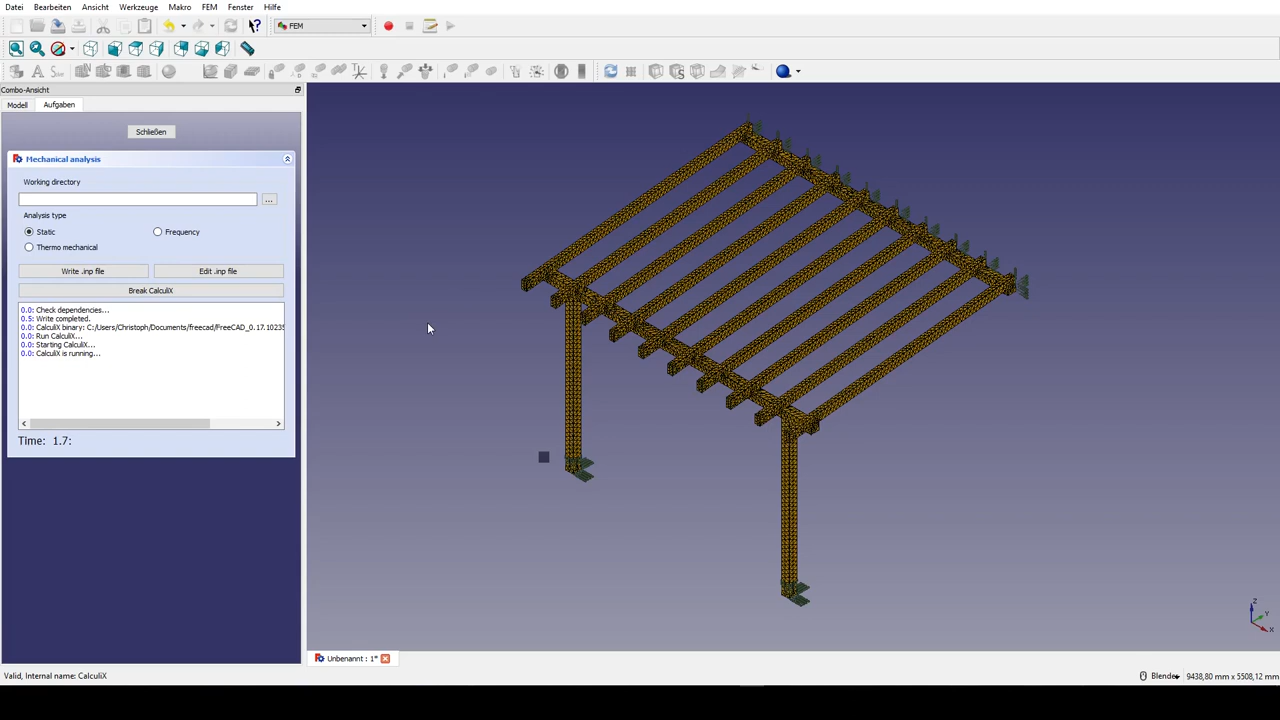 Datei Bearbeiten Ansicht Werkzeuge Makro FEM Fenster Hilfe
FEM
Combo-Ansicht
Modell Aufgaben
Schließen
Mechanical analysis
Working directory
...
Analysis type
Static Frequency
Thermo mechanical
Write .inp file Edit .inp file
Break CalculiX
0.0: Check dependencies...
0.5: Write completed.
0.0: CalculiX binary: C:/Users/Christoph/Documents/freecad/FreeCAD_0.17.1023
0.0: Run CalculiX...
0.0: Starting CalculiX...
0.0: CalculiX is running...
Time: 1.7:
Z
Y
X
Unbenannt : 1*
Valid, Internal name: CalculiX
Blender 9438,80 mm x 5508,12 mm